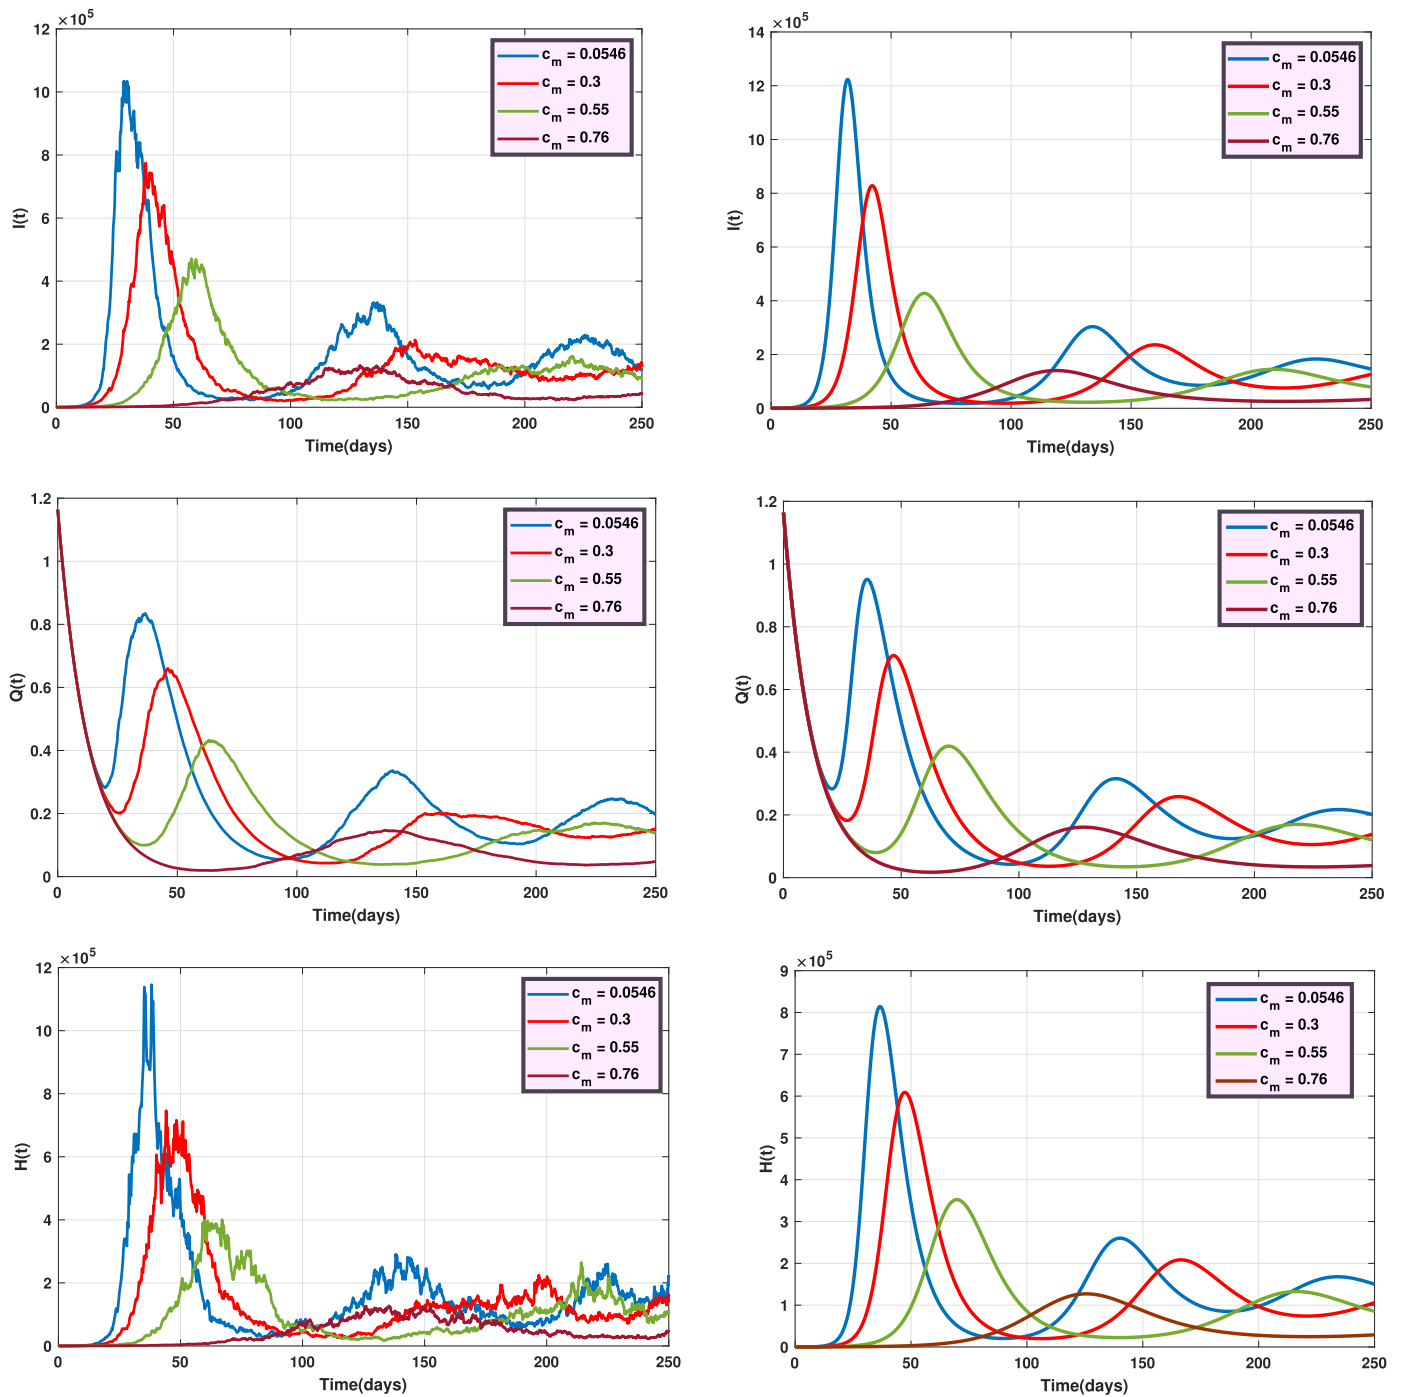 ×10^5
12
10
8
6
4
2
0
I(t)
0 50 100 150 200 250
Time(days)
c_m = 0.0546
c_m = 0.3
c_m = 0.55
c_m = 0.76
×10^5
14
12
10
8
6
4
2
0
I(t)
0 50 100 150 200 250
Time(days)
c_m = 0.0546
c_m = 0.3
c_m = 0.55
c_m = 0.76
1.2
1
0.8
0.6
0.4
0.2
0
Q(t)
0 50 100 150 200 250
Time(days)
c_m = 0.0546
c_m = 0.3
c_m = 0.55
c_m = 0.76
1.2
1
0.8
0.6
0.4
0.2
0
Q(t)
0 50 100 150 200 250
Time(days)
c_m = 0.0546
c_m = 0.3
c_m = 0.55
c_m = 0.76
×10^5
12
10
8
6
4
2
0
H(t)
0 50 100 150 200 250
Time(days)
c_m = 0.0546
c_m = 0.3
c_m = 0.55
c_m = 0.76
×10^5
9
8
7
6
5
4
3
2
1
0
H(t)
0 50 100 150 200 250
Time(days)
c_m = 0.0546
c_m = 0.3
c_m = 0.55
c_m = 0.76